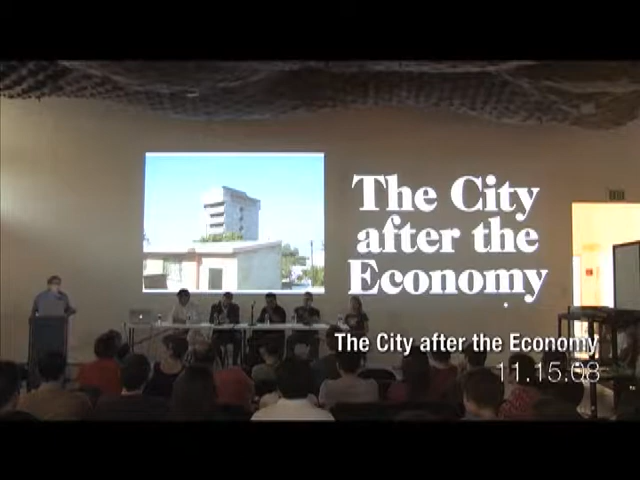 The City
after the
Economy
The City after the Economy
11.15.08